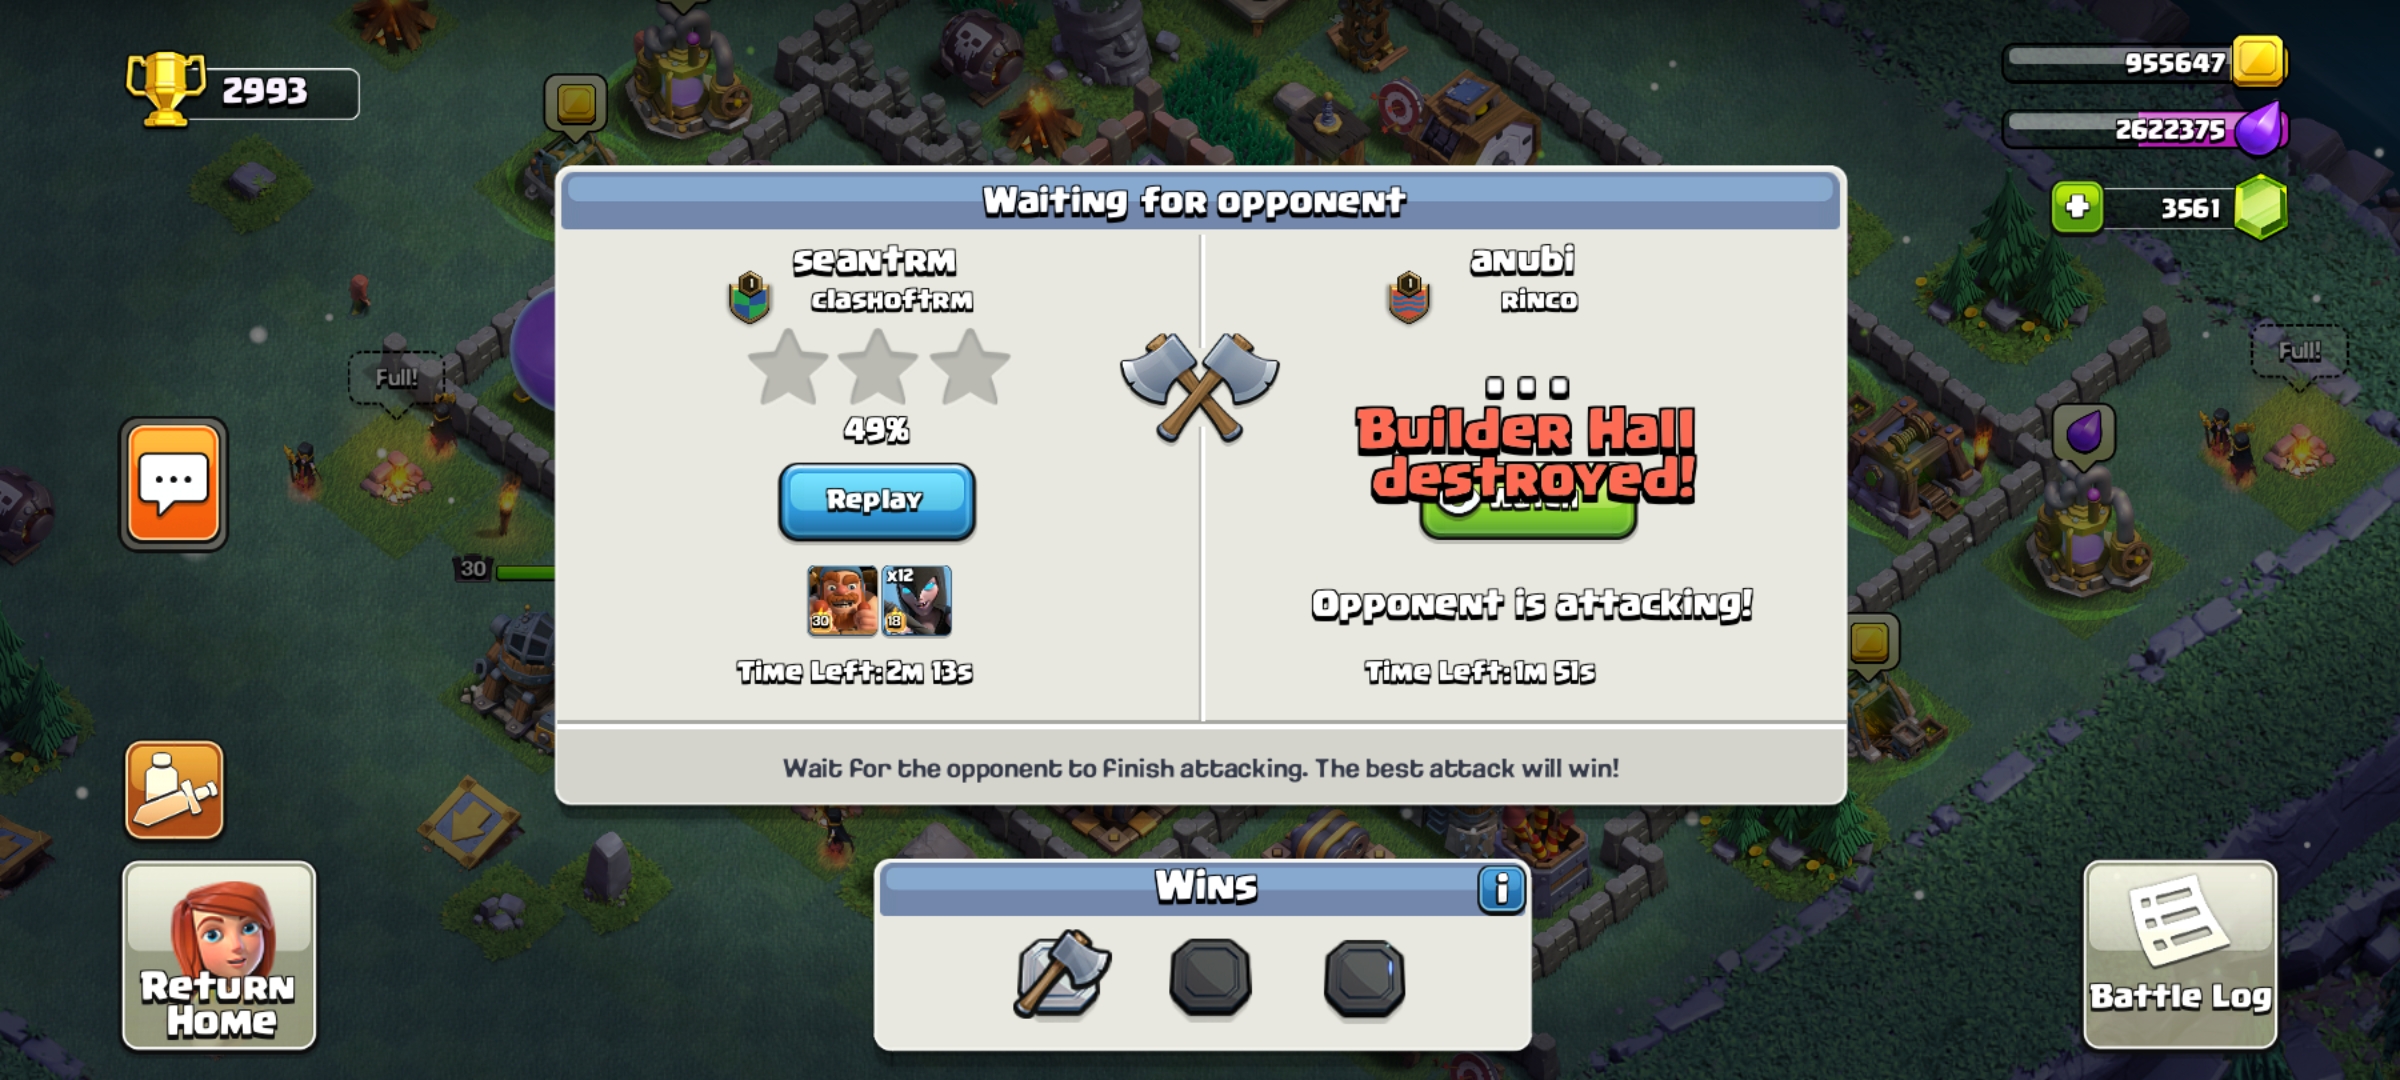 2993
955647
2622375
3561
Waiting for opponent
seantrm
clashoftrm
49%
Replay
30
x12
18
Time Left:2m 13s
anubi
rinco
Builder Hall
destroyed!
Opponent is attacking!
Time Left:1m 51s
Wait for the opponent to finish attacking. The best attack will win!
Full!
Full!
30
Wins
i
Return
Home
Battle Log